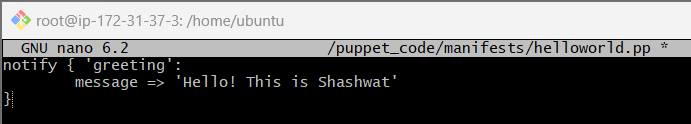 root@ip-172-31-37-3: /home/ubuntu
GNU nano 6.2 /puppet_code/manifests/helloworld.pp *
notify { 'greeting':
        message => 'Hello! This is Shashwat'
}